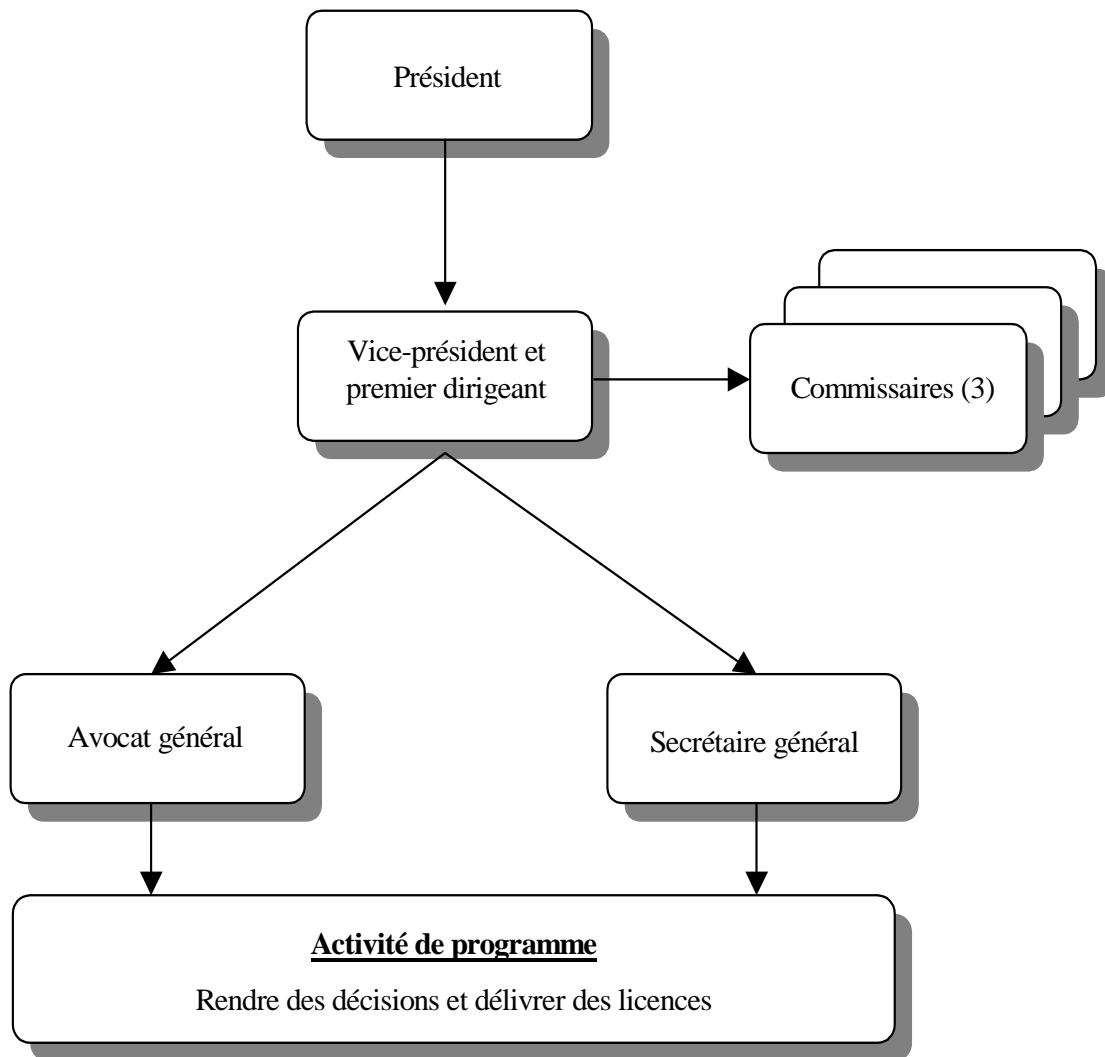 Président
Vice-président et
premier dirigeant
Commissaires (3)
Avocat général
Secrétaire général
Activité de programme
Rendre des décisions et délivrer des licences